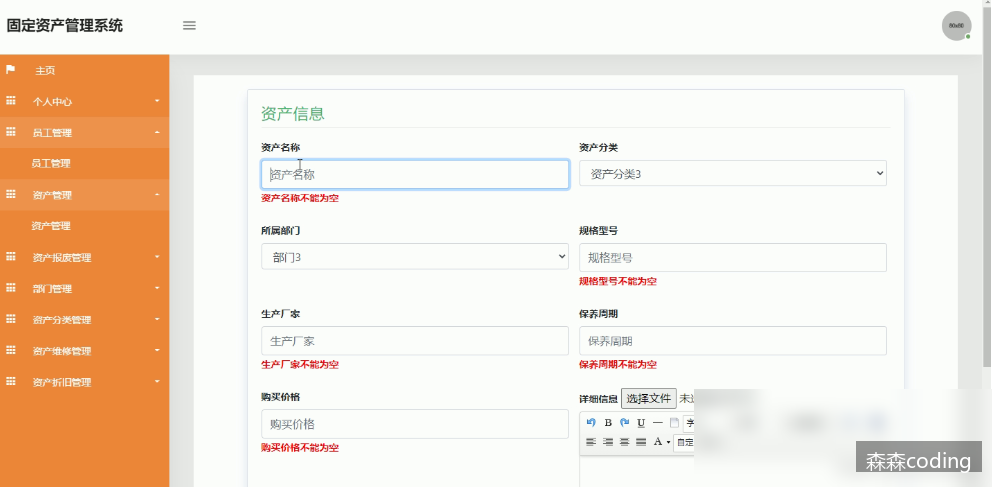 固定资产管理系统
主页
个人中心
员工管理
员工管理
资产管理
资产管理
资产报废管理
部门管理
资产分类管理
资产维修管理
资产折旧管理
资产信息
资产名称
资产名称
资产名称不能为空
资产分类
资产分类3
所属部门
部门3
规格型号
规格型号
规格型号不能为空
生产厂家
生产厂家
生产厂家不能为空
保养周期
保养周期
保养周期不能为空
购买价格
购买价格
购买价格不能为空
详细信息 选择文件
B U 字
A 自定
森森coding